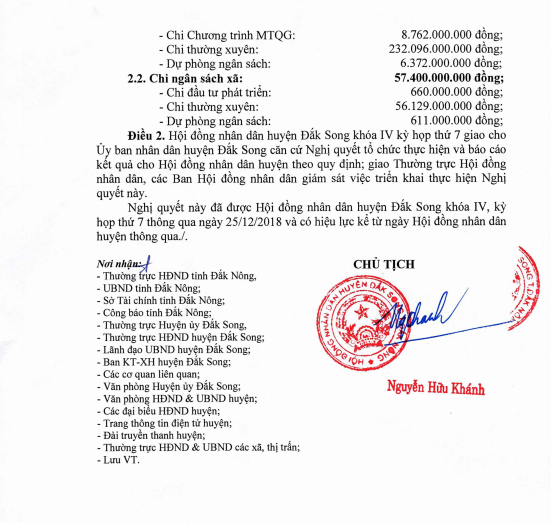 - Chi Chương trình MTQG: 8.762.000.000 đồng;
- Chi thường xuyên: 232.096.000.000 đồng;
- Dự phòng ngân sách: 6.372.000.000 đồng;
2.2. Chi ngân sách xã: 57.400.000.000 đồng;
- Chi đầu tư phát triển: 660.000.000 đồng;
- Chi thường xuyên: 56.129.000.000 đồng;
- Dự phòng ngân sách: 611.000.000 đồng;
Điều 2. Hội đồng nhân dân huyện Đắk Song khóa IV kỳ họp thứ 7 giao cho
Ủy ban nhân dân huyện Đắk Song căn cứ Nghị quyết tổ chức thực hiện và báo cáo
kết quả cho Hội đồng nhân dân huyện theo quy định; giao Thường trực Hội đồng
nhân dân, các Ban Hội đồng nhân dân giám sát việc triển khai thực hiện Nghị
quyết này.
Nghị quyết này đã được Hội đồng nhân dân huyện Đắk Song khóa IV, kỳ
họp thứ 7 thông qua ngày 25/12/2018 và có hiệu lực kể từ ngày Hội đồng nhân dân
huyện thông qua./.
Nơi nhận:
- Thường trực HĐND tỉnh Đắk Nông,
- UBND tỉnh Đắk Nông;
- Sở Tài chính tỉnh Đắk Nông;
- Công báo tỉnh Đắk Nông;
- Thường trực Huyện ủy Đắk Song,
- Thường trực HĐND huyện Đắk Song;
- Lãnh đạo UBND huyện Đắk Song;
- Ban KT-XH huyện Đắk Song;
- Các cơ quan liên quan;
- Văn phòng Huyện ủy Đắk Song;
- Văn phòng HĐND & UBND huyện;
- Các đại biểu HĐND huyện;
- Trang thông tin điện tử huyện;
- Đài truyền thanh huyện;
- Thường trực HĐND & UBND các xã, thị trấn;
- Lưu VT.
CHỦ TỊCH
HỘI ĐỒNG NHÂN DÂN HUYỆN ĐẮK SONG
SONG T.ĐẮK NÔNG
Nguyễn Hữu Khánh